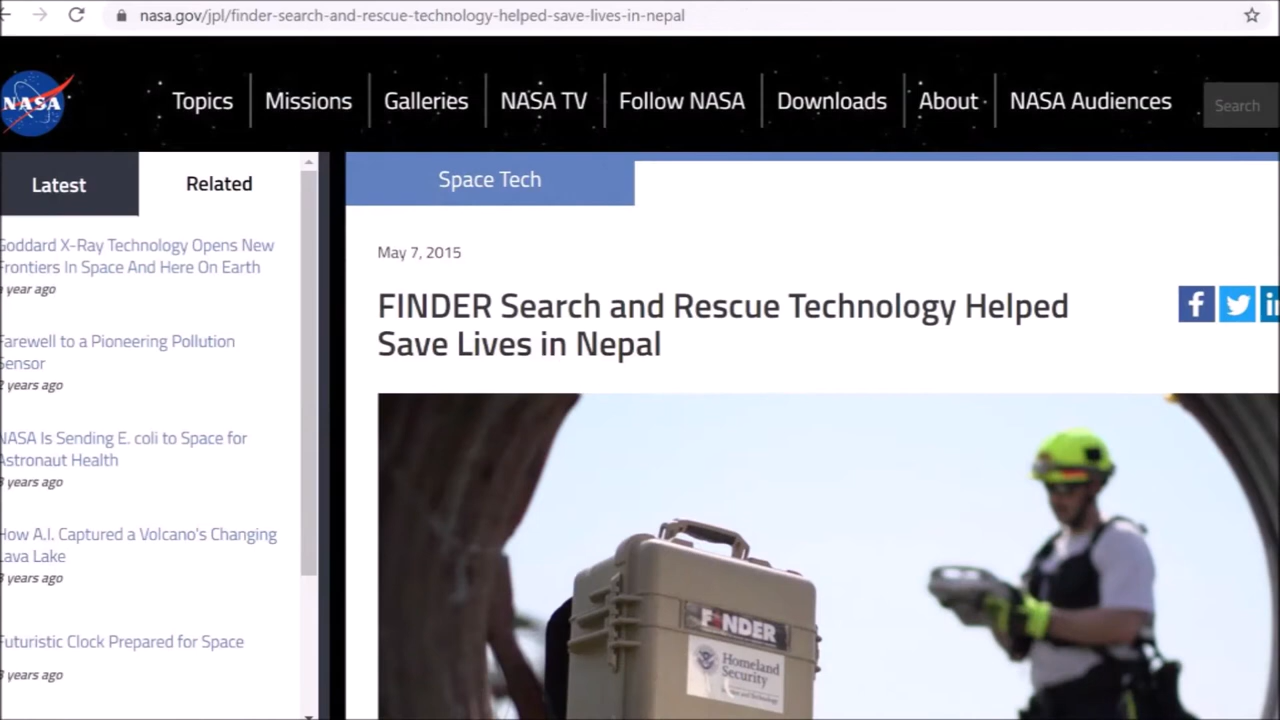 nasa.gov/jpl/finder-search-and-rescue-technology-helped-save-lives-in-nepal
NASA
Topics
Missions
Galleries
NASA TV
Follow NASA
Downloads
About
NASA Audiences
Search
Latest
Related
Goddard X-Ray Technology Opens New
Frontiers In Space And Here On Earth
a year ago
Farewell to a Pioneering Pollution
Sensor
2 years ago
NASA Is Sending E. coli to Space for
Astronaut Health
3 years ago
How A.I. Captured a Volcano's Changing
Lava Lake
3 years ago
Futuristic Clock Prepared for Space
3 years ago
Space Tech
May 7, 2015
FINDER Search and Rescue Technology Helped
Save Lives in Nepal
FINDER
Homeland
Security